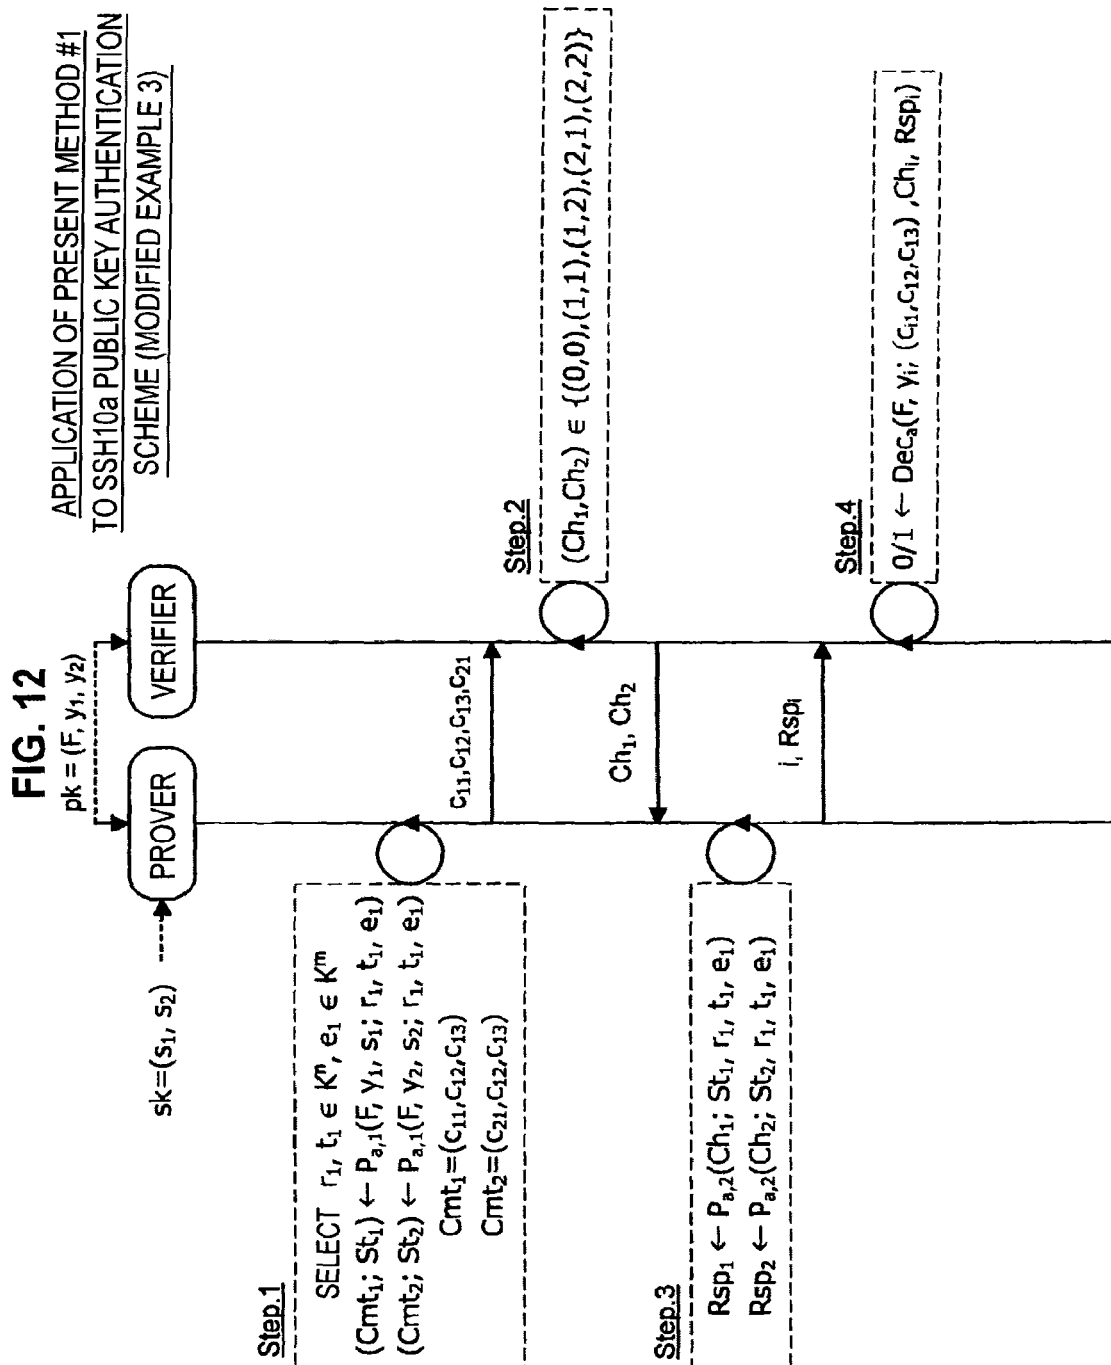 FIG. 12
APPLICATION OF PRESENT METHOD #1
TO SSH10a PUBLIC KEY AUTHENTICATION
SCHEME (MODIFIED EXAMPLE 3)
pk = (F, y₁, y₂)
sk=(s₁, s₂)
PROVER
VERIFIER
Step.1
SELECT r₁, t₁ ∈ Kⁿ, e₁ ∈ Kᵐ
(Cmt₁; St₁) ← Pₐ,₁(F, y₁, s₁; r₁, t₁, e₁)
(Cmt₂; St₂) ← Pₐ,₁(F, y₂, s₂; r₁, t₁, e₁)
Cmt₁=(c₁₁,c₁₂,c₁₃)
Cmt₂=(c₂₁,c₁₂,c₁₃)
c₁₁,c₁₂,c₁₃,c₂₁
Step.2
(Ch₁,Ch₂) ∈ {(0,0),(1,1),(1,2),(2,1),(2,2)}
Ch₁, Ch₂
Step.3
Rsp₁ ← Pₐ,₂(Ch₁; St₁, r₁, t₁, e₁)
Rsp₂ ← Pₐ,₂(Ch₂; St₂, r₁, t₁, e₁)
i, Rspᵢ
Step.4
0/1 ← Decₐ(F, yᵢ; (cᵢ₁,c₁₂,c₁₃) ,Chᵢ, Rspᵢ)